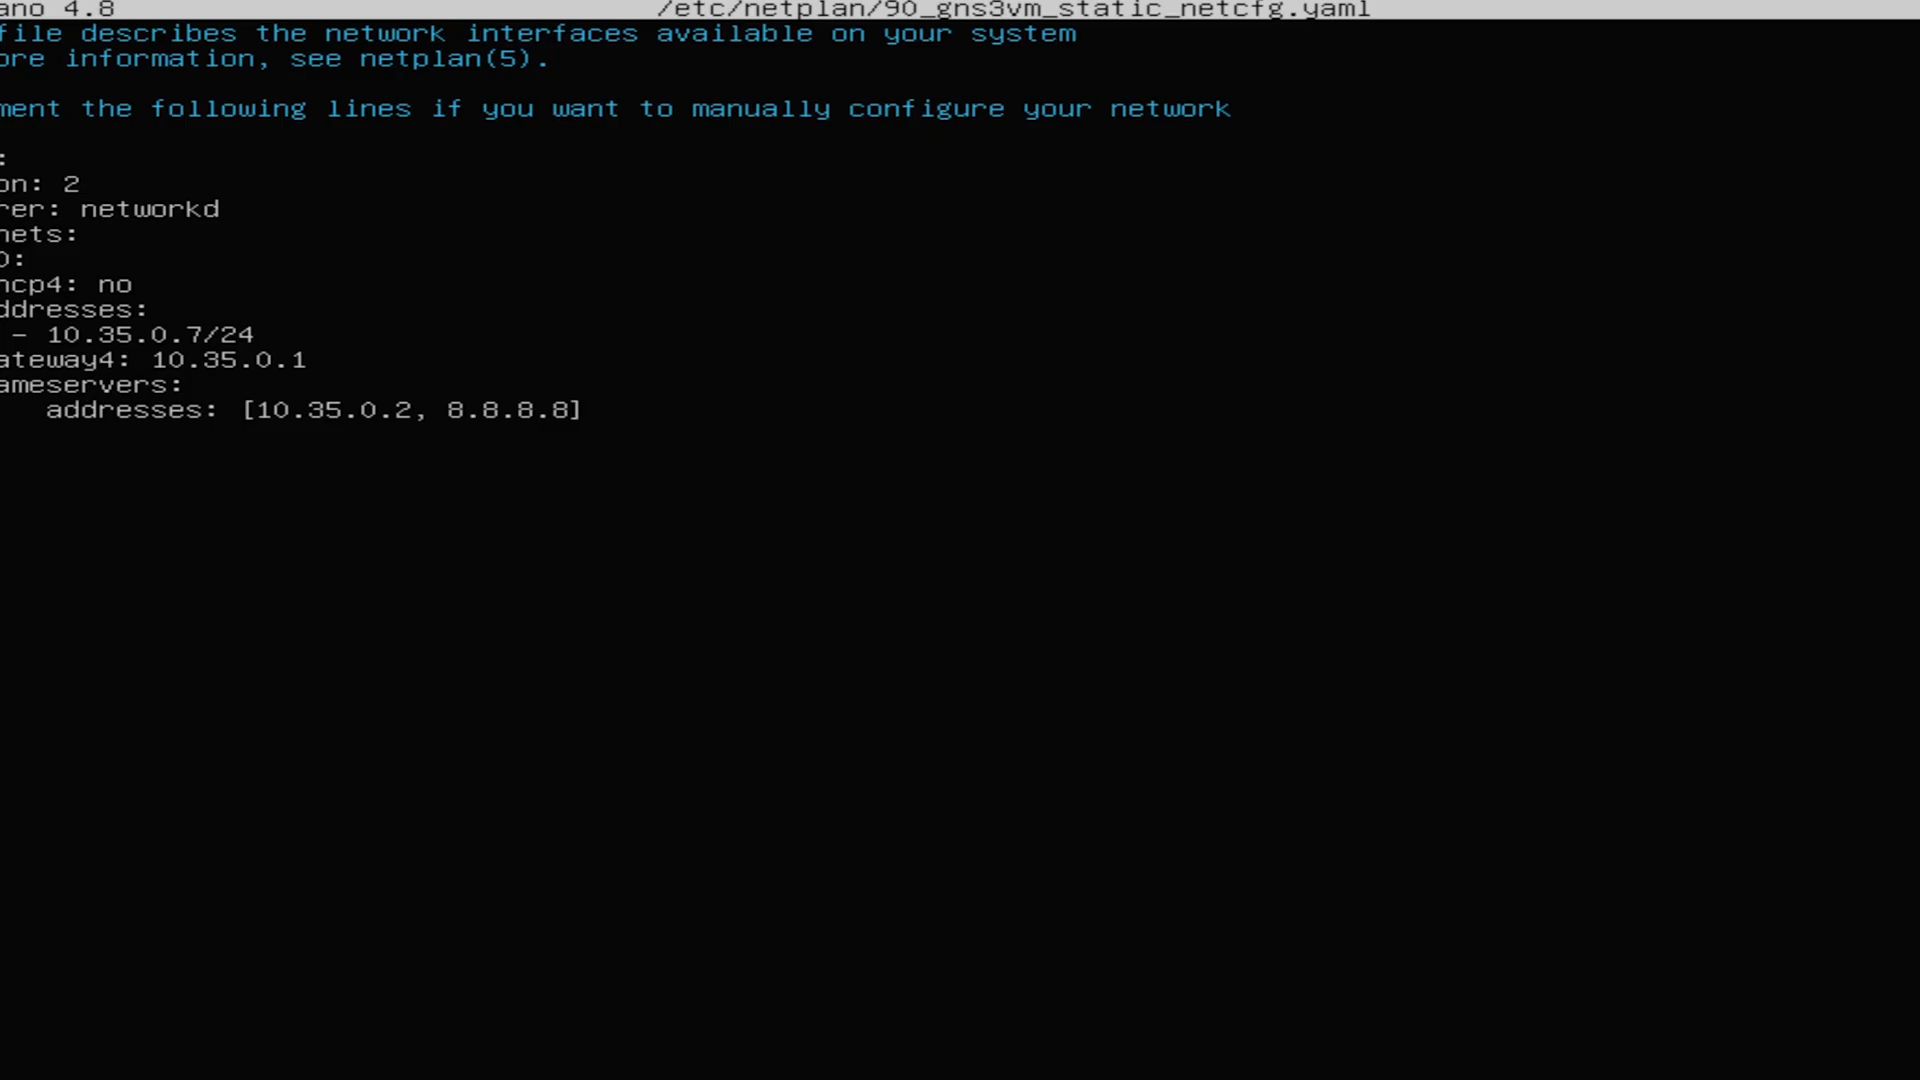 ano 4.8 /etc/netplan/90_gns3vm_static_netcfg.yaml
file describes the network interfaces available on your system
ore information, see netplan(5).
ment the following lines if you want to manually configure your network
:
on: 2
rer: networkd
nets:
0:
hcp4: no
ddresses:
- 10.35.0.7/24
ateway4: 10.35.0.1
ameservers:
addresses: [10.35.0.2, 8.8.8.8]